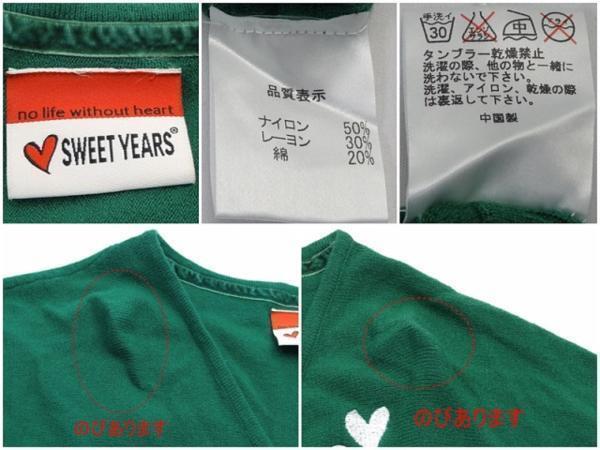 no life without heart
SWEET YEARS®
品質表示
ナイロン 50%
レーヨン 30%
綿 20%
手洗イ
30
中
タンブラー乾燥禁止
洗濯の際、他の物と一緒に
洗わないで下さい。
洗濯、アイロン、乾燥の際
は裏返して下さい。
中国製
のびあります
のびあります